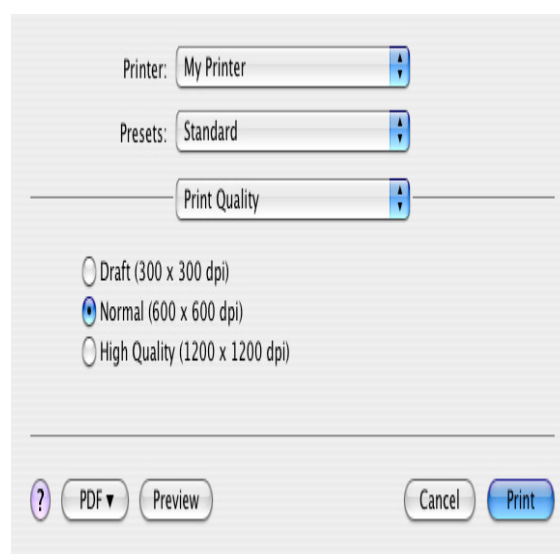 Printer: My Printer
Presets: Standard
Print Quality
Draft (300 x 300 dpi)
Normal (600 x 600 dpi)
High Quality (1200 x 1200 dpi)
? PDF ▼ Preview Cancel Print